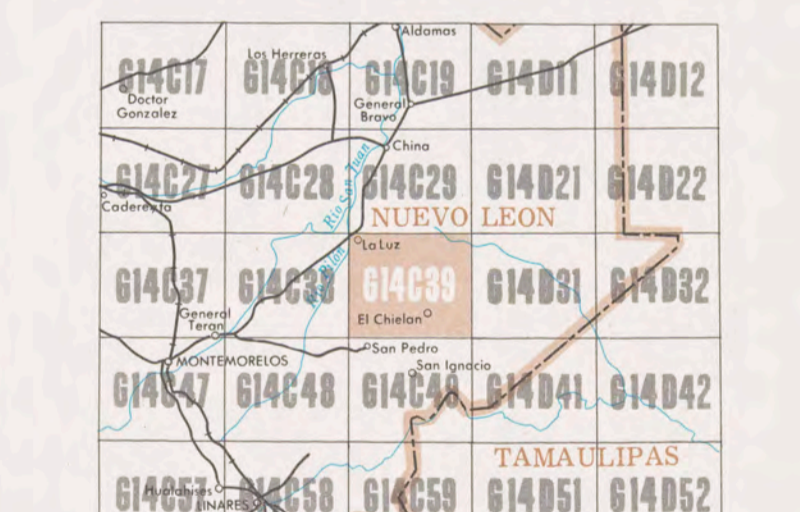 Aldamas
Los Herreras
G14C17
G14C18
G14C19
G14D11
G14D12
Doctor
Gonzalez
General
Bravo
China
G14C27
G14C28
G14C29
G14D21
G14D22
Rio San Juan
Cadereyta
NUEVO LEON
La Luz
G14C37
G14C38
G14C39
G14D31
G14D32
Rio Pilon
General
Teran
El Chielan
San Pedro
MONTEMORELOS
San Ignacio
G14C47
G14C48
G14C49
G14D41
G14D42
TAMAULIPAS
G14C57
G14C58
G14C59
G14D51
G14D52
Hualahises
LINARES